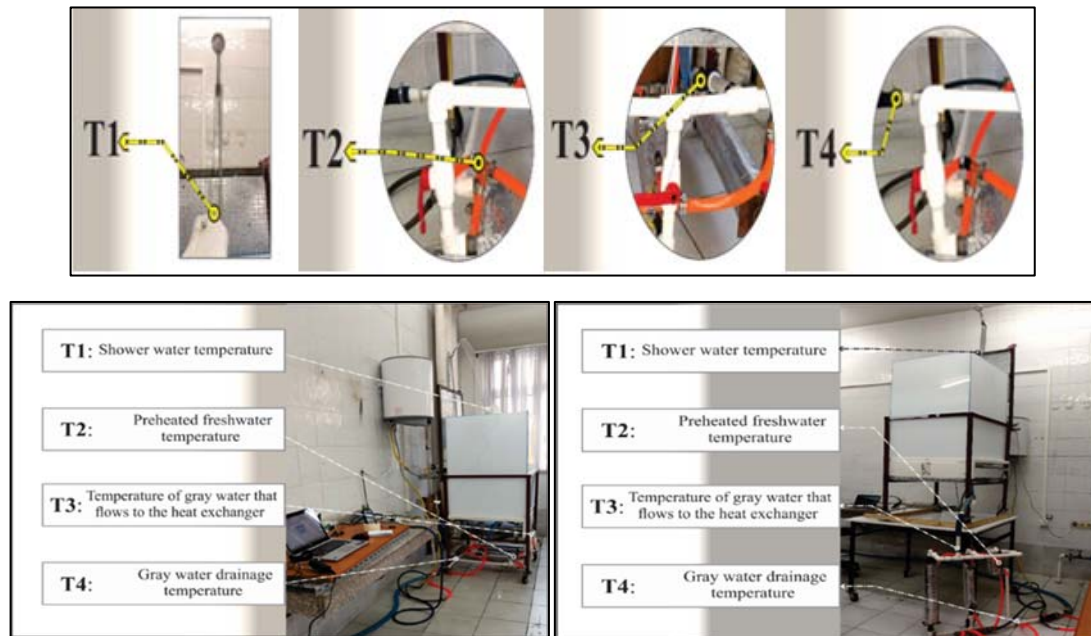 T1
T2
T3
T4
T1: Shower water temperature
T2: Preheated freshwater
temperature
T3: Temperature of gray water that
flows to the heat exchanger
T4: Gray water drainage
temperature
T1: Shower water temperature
T2: Preheated freshwater
temperature
T3: Temperature of gray water that
flows to the heat exchanger
T4: Gray water drainage
temperature